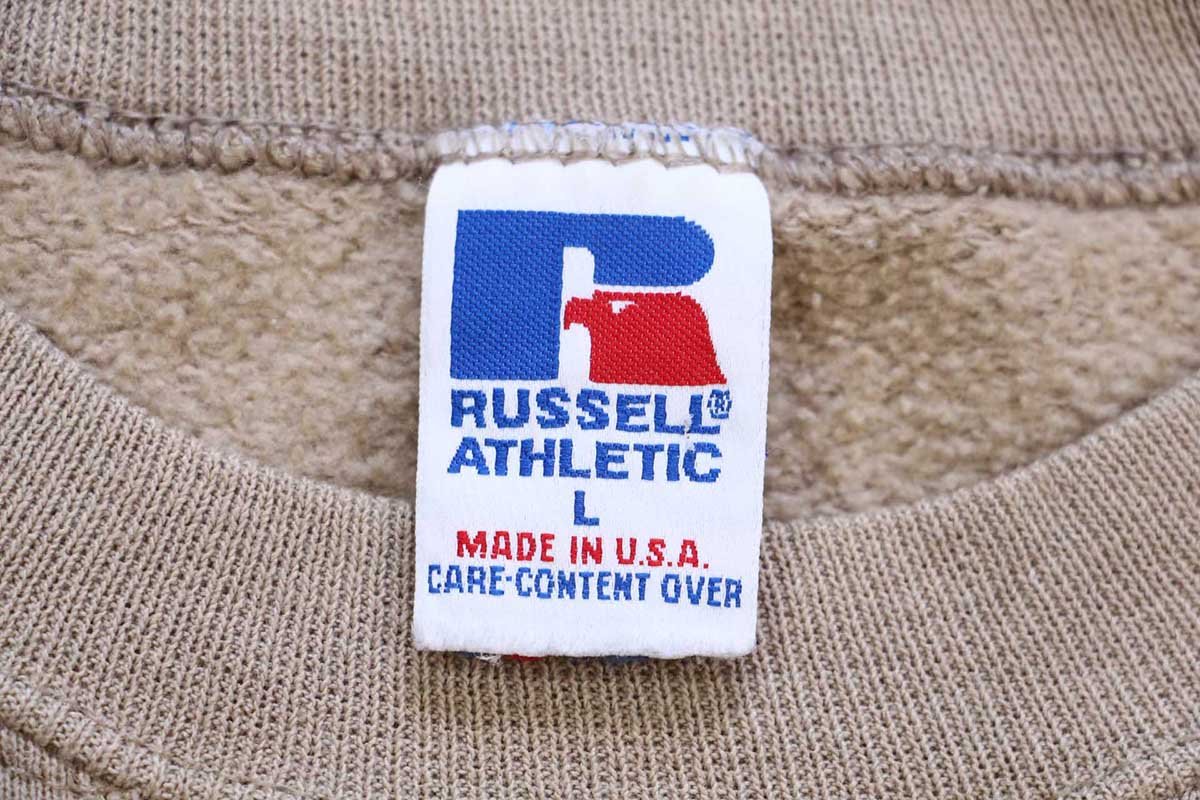 RUSSELL®
ATHLETIC
L
MADE IN U.S.A.
CARE-CONTENT OVER